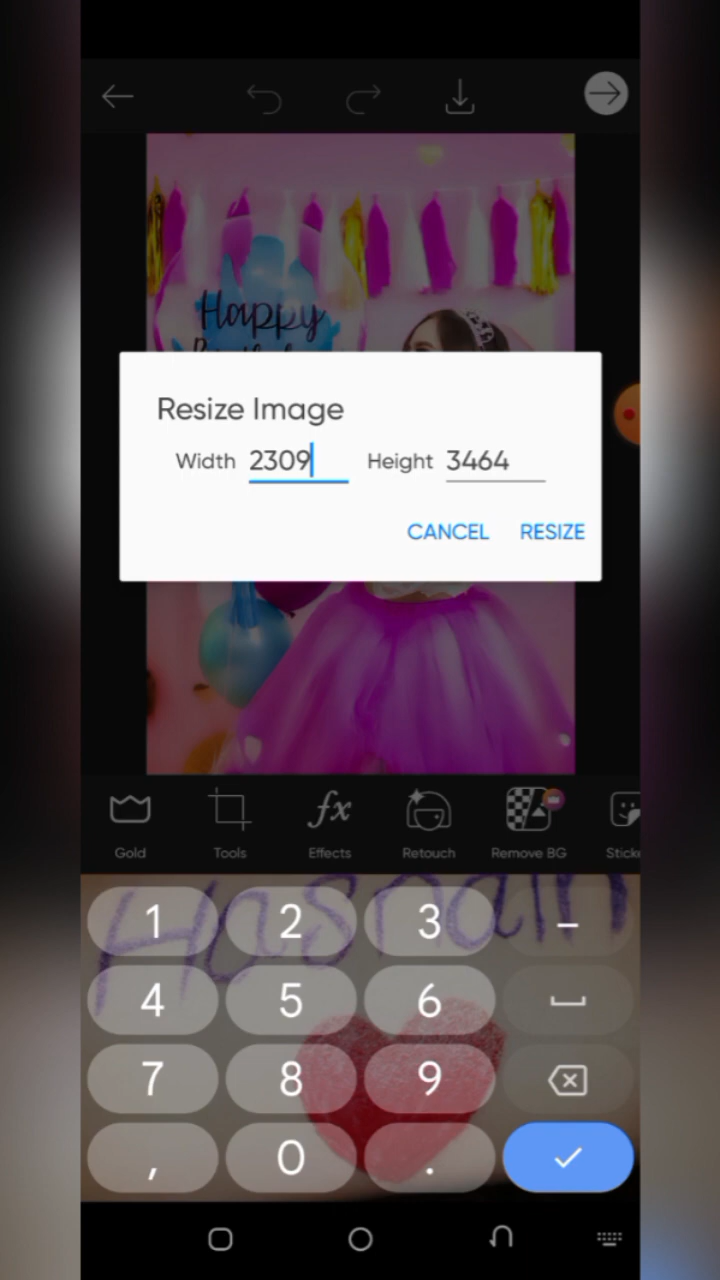 Happy
Resize Image
Width 2309 Height 3464
CANCEL RESIZE
Gold Tools Effects Retouch Remove BG
Hasnain
1 2 3 –
4 5 6
7 8 9
, 0 .